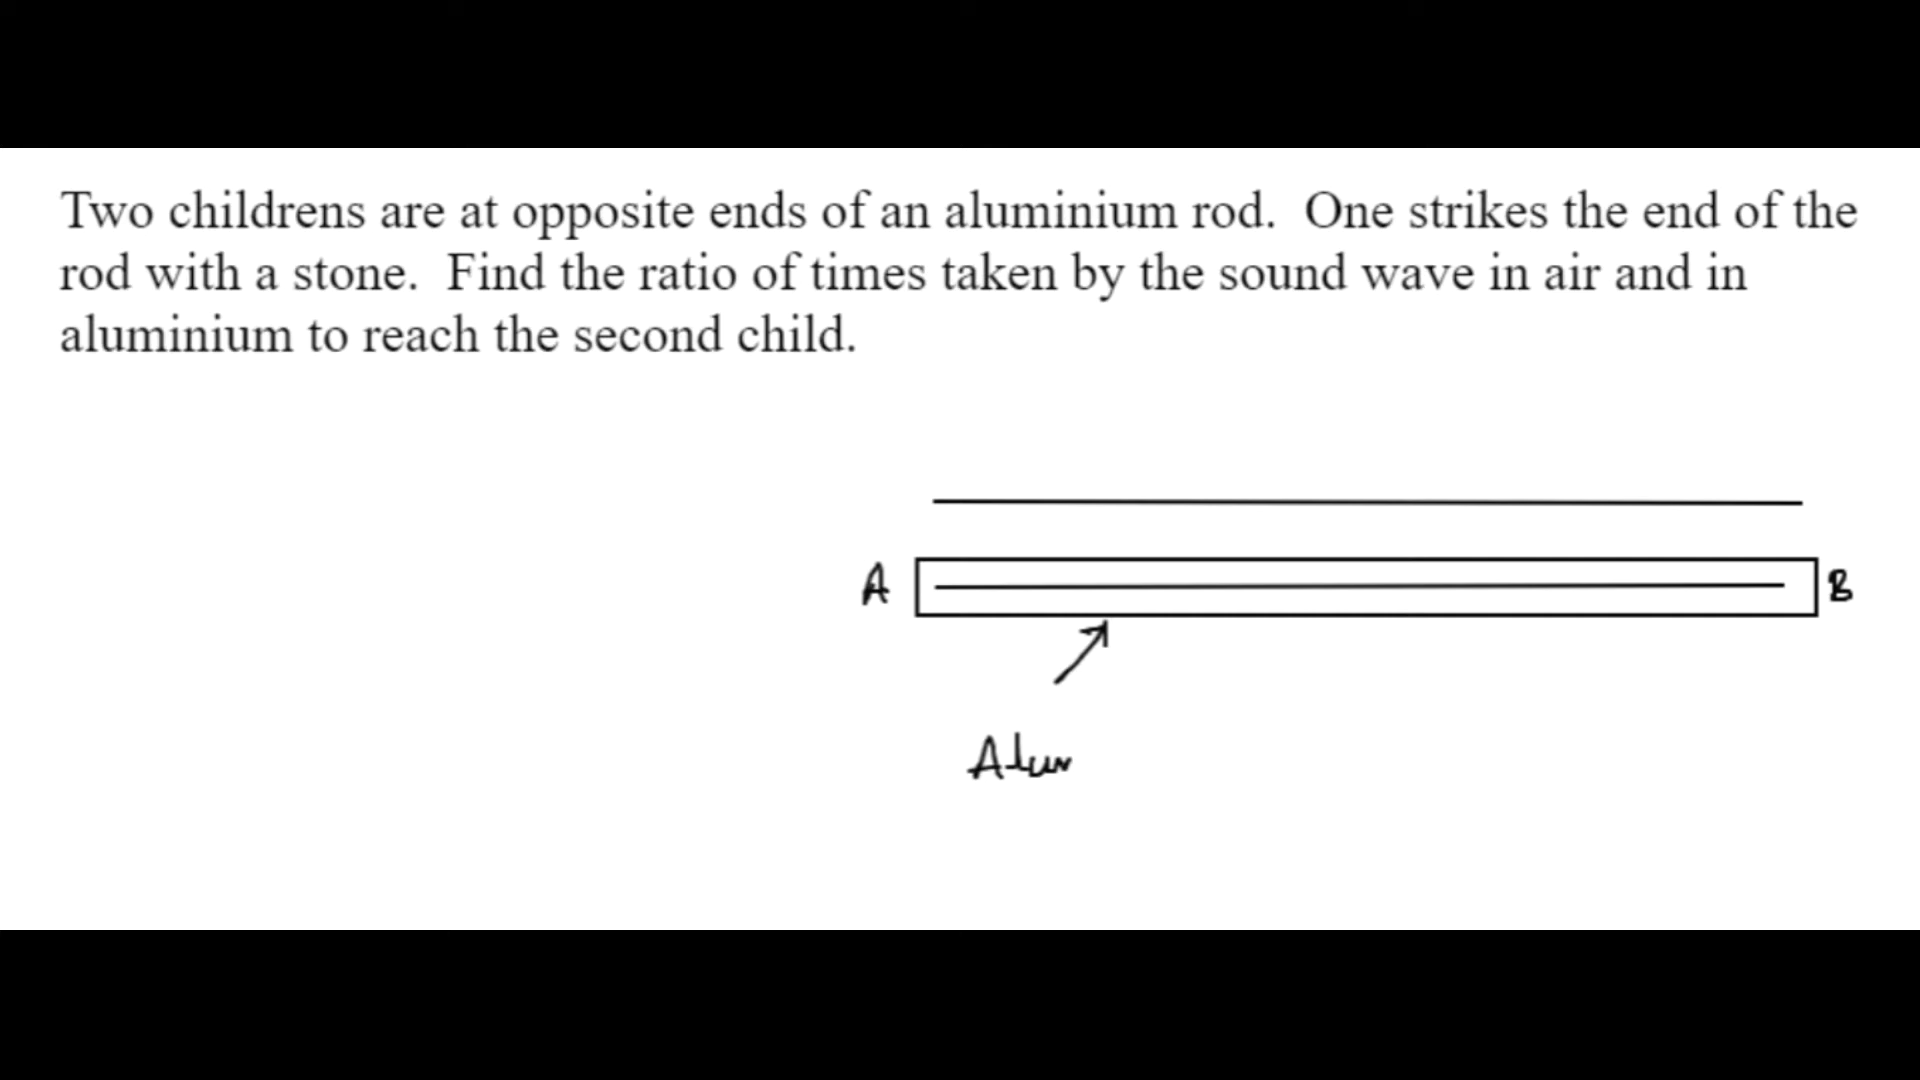 Two childrens are at opposite ends of an aluminium rod. One strikes the end of the
rod with a stone. Find the ratio of times taken by the sound wave in air and in
aluminium to reach the second child.
A B
Alum